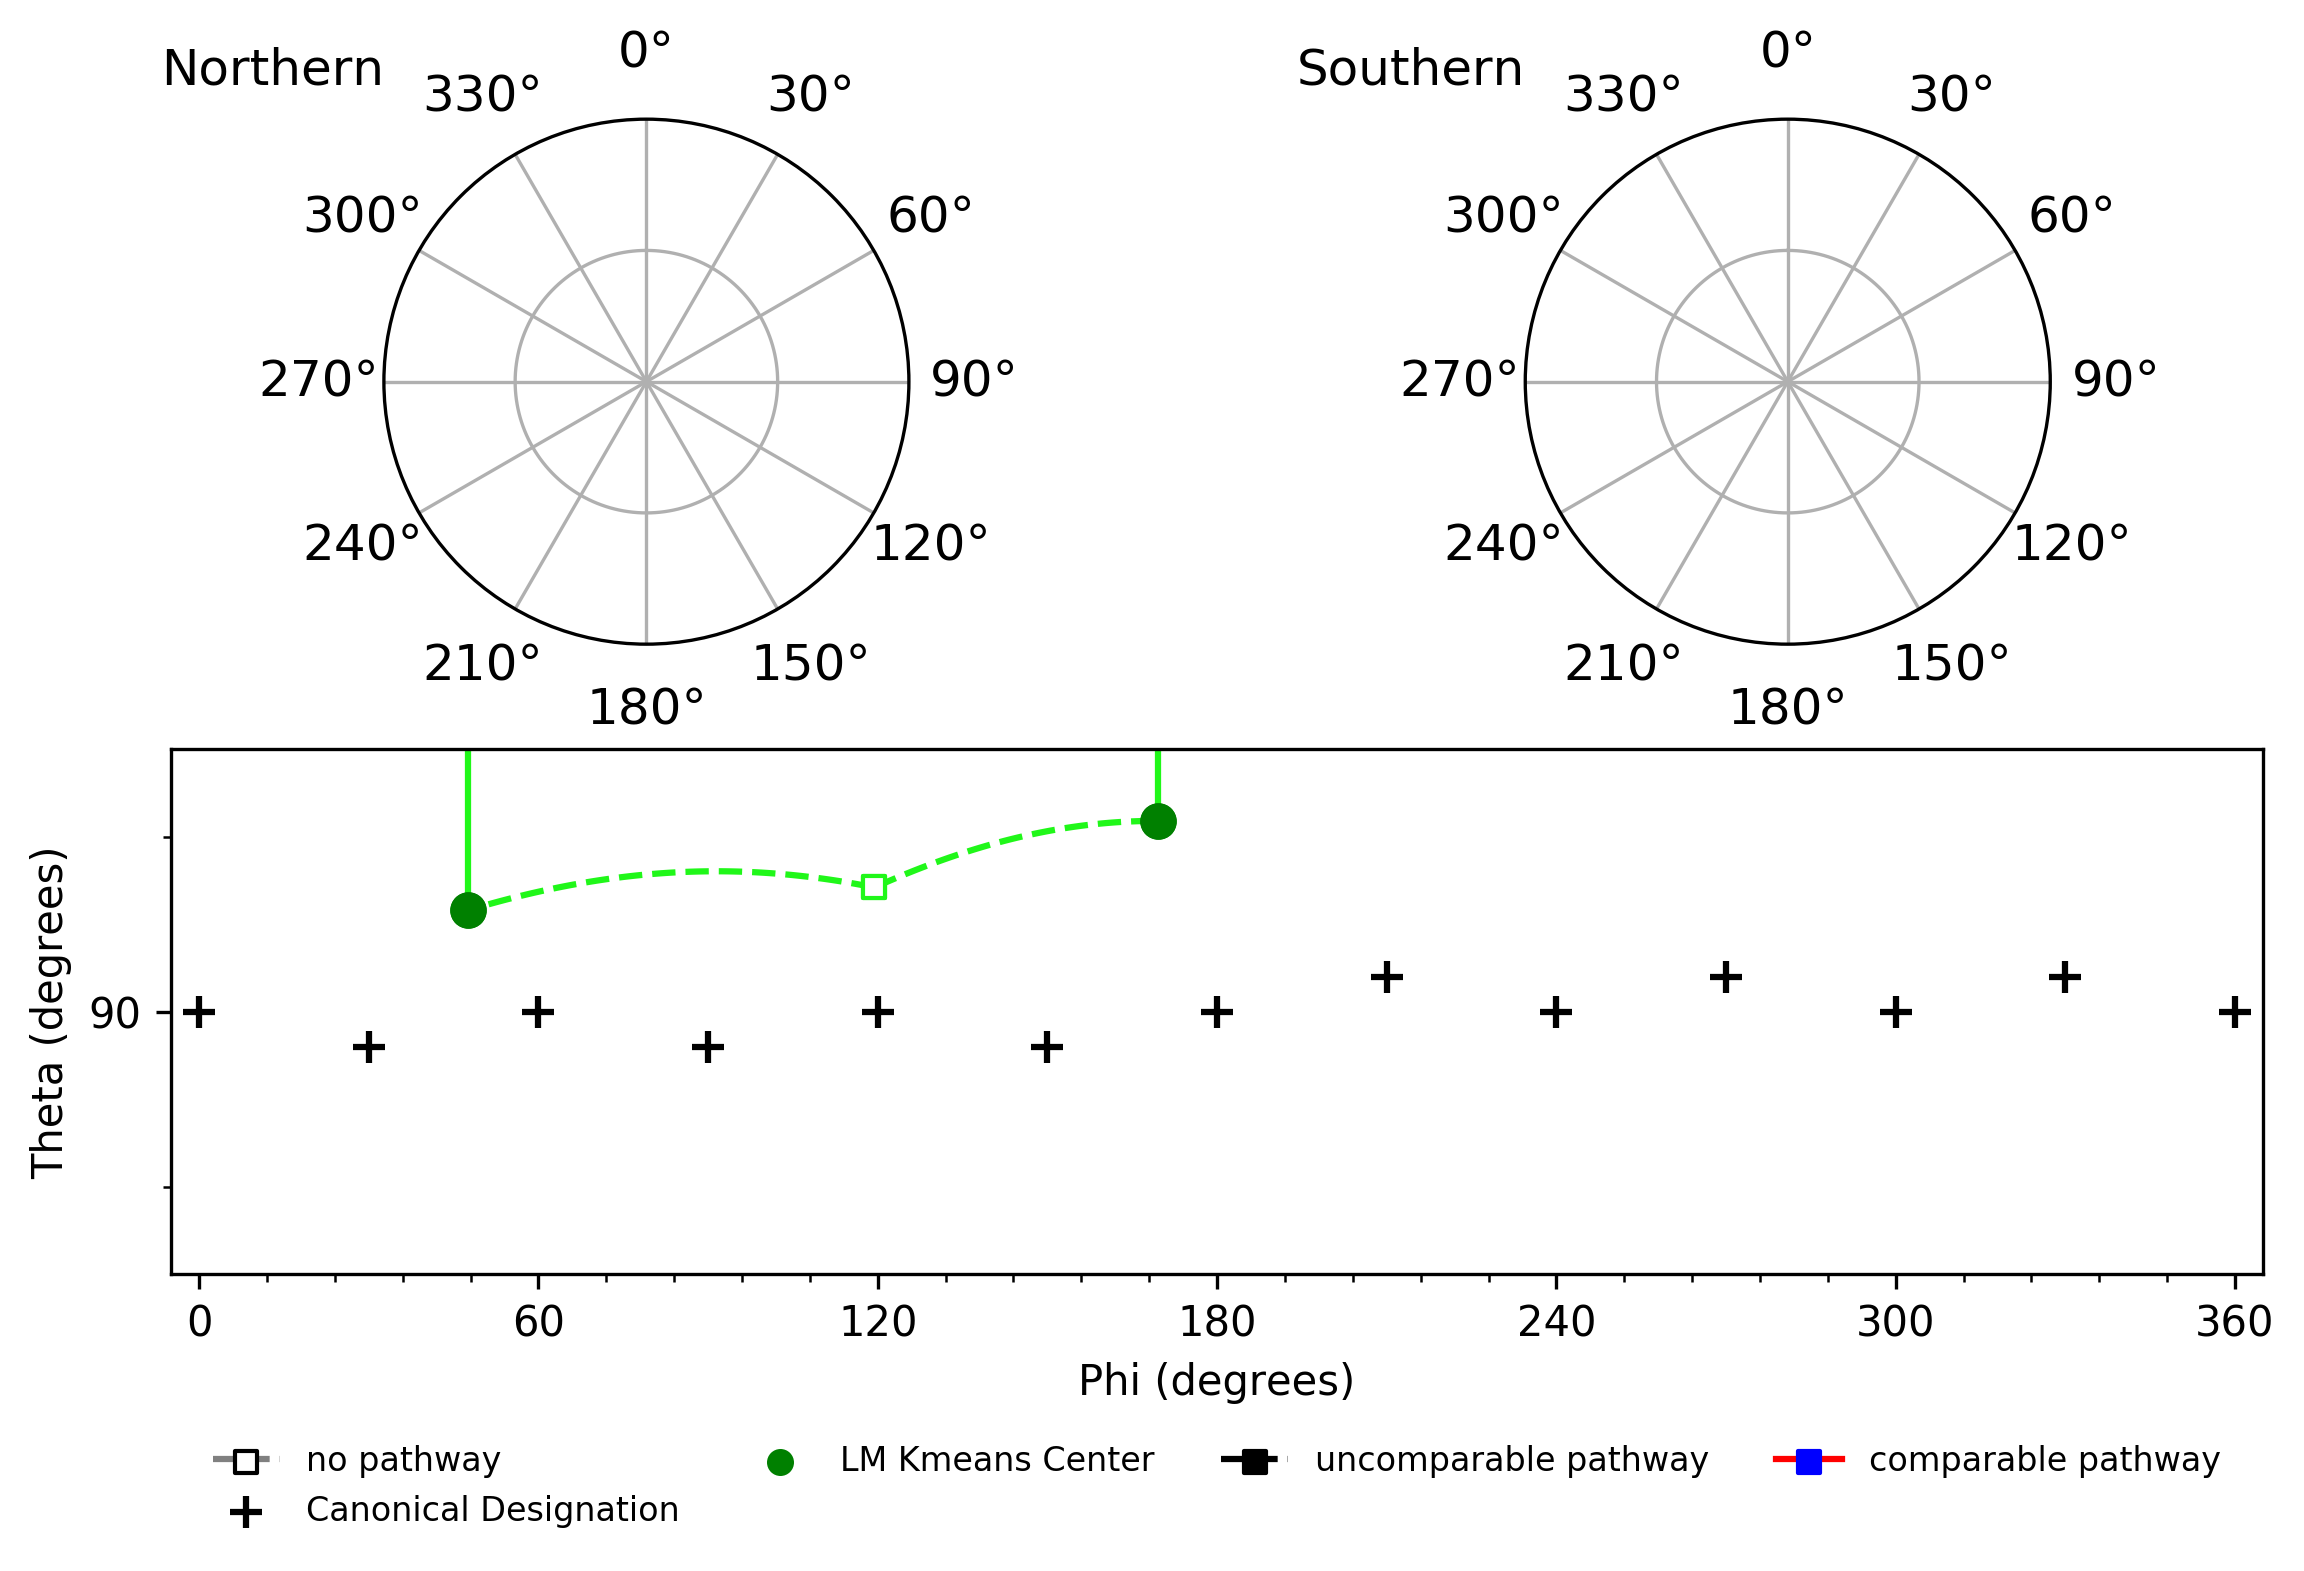 Northern
0°
330°
30°
300°
60°
270°
90°
240°
120°
210°
150°
180°
Southern
0°
330°
30°
300°
60°
270°
90°
240°
120°
210°
150°
180°
Theta (degrees)
90
0 60 120 180 240 300 360
Phi (degrees)
no pathway
LM Kmeans Center
uncomparable pathway
comparable pathway
Canonical Designation